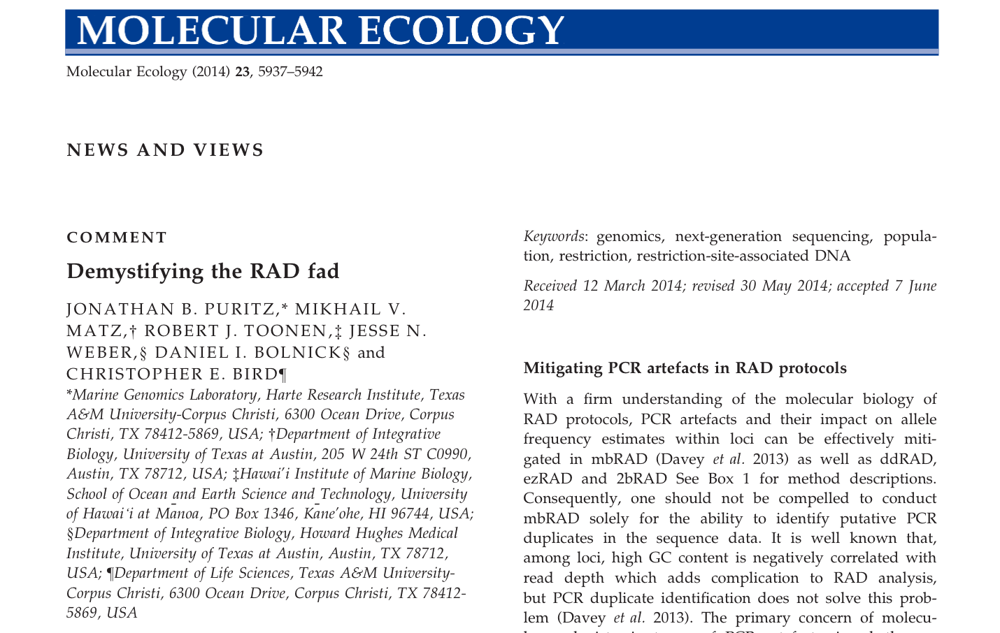 MOLECULAR ECOLOGY
Molecular Ecology (2014) 23, 5937–5942
NEWS AND VIEWS
COMMENT
Demystifying the RAD fad
JONATHAN B. PURITZ,* MIKHAIL V.
MATZ,† ROBERT J. TOONEN,‡ JESSE N.
WEBER,§ DANIEL I. BOLNICK§ and
CHRISTOPHER E. BIRD¶
*Marine Genomics Laboratory, Harte Research Institute, Texas
A&M University-Corpus Christi, 6300 Ocean Drive, Corpus
Christi, TX 78412-5869, USA; †Department of Integrative
Biology, University of Texas at Austin, 205 W 24th ST C0990,
Austin, TX 78712, USA; ‡Hawai'i Institute of Marine Biology,
School of Ocean and Earth Science and Technology, University
of Hawai‘i at Mānoa, PO Box 1346, Kāne'ohe, HI 96744, USA;
§Department of Integrative Biology, Howard Hughes Medical
Institute, University of Texas at Austin, Austin, TX 78712,
USA; ¶Department of Life Sciences, Texas A&M University-
Corpus Christi, 6300 Ocean Drive, Corpus Christi, TX 78412-
5869, USA
Keywords: genomics, next-generation sequencing, popula-
tion, restriction, restriction-site-associated DNA
Received 12 March 2014; revised 30 May 2014; accepted 7 June
2014
Mitigating PCR artefacts in RAD protocols
With a firm understanding of the molecular biology of
RAD protocols, PCR artefacts and their impact on allele
frequency estimates within loci can be effectively miti-
gated in mbRAD (Davey et al. 2013) as well as ddRAD,
ezRAD and 2bRAD See Box 1 for method descriptions.
Consequently, one should not be compelled to conduct
mbRAD solely for the ability to identify putative PCR
duplicates in the sequence data. It is well known that,
among loci, high GC content is negatively correlated with
read depth which adds complication to RAD analysis,
but PCR duplicate identification does not solve this prob-
lem (Davey et al. 2013). The primary concern of molecu-